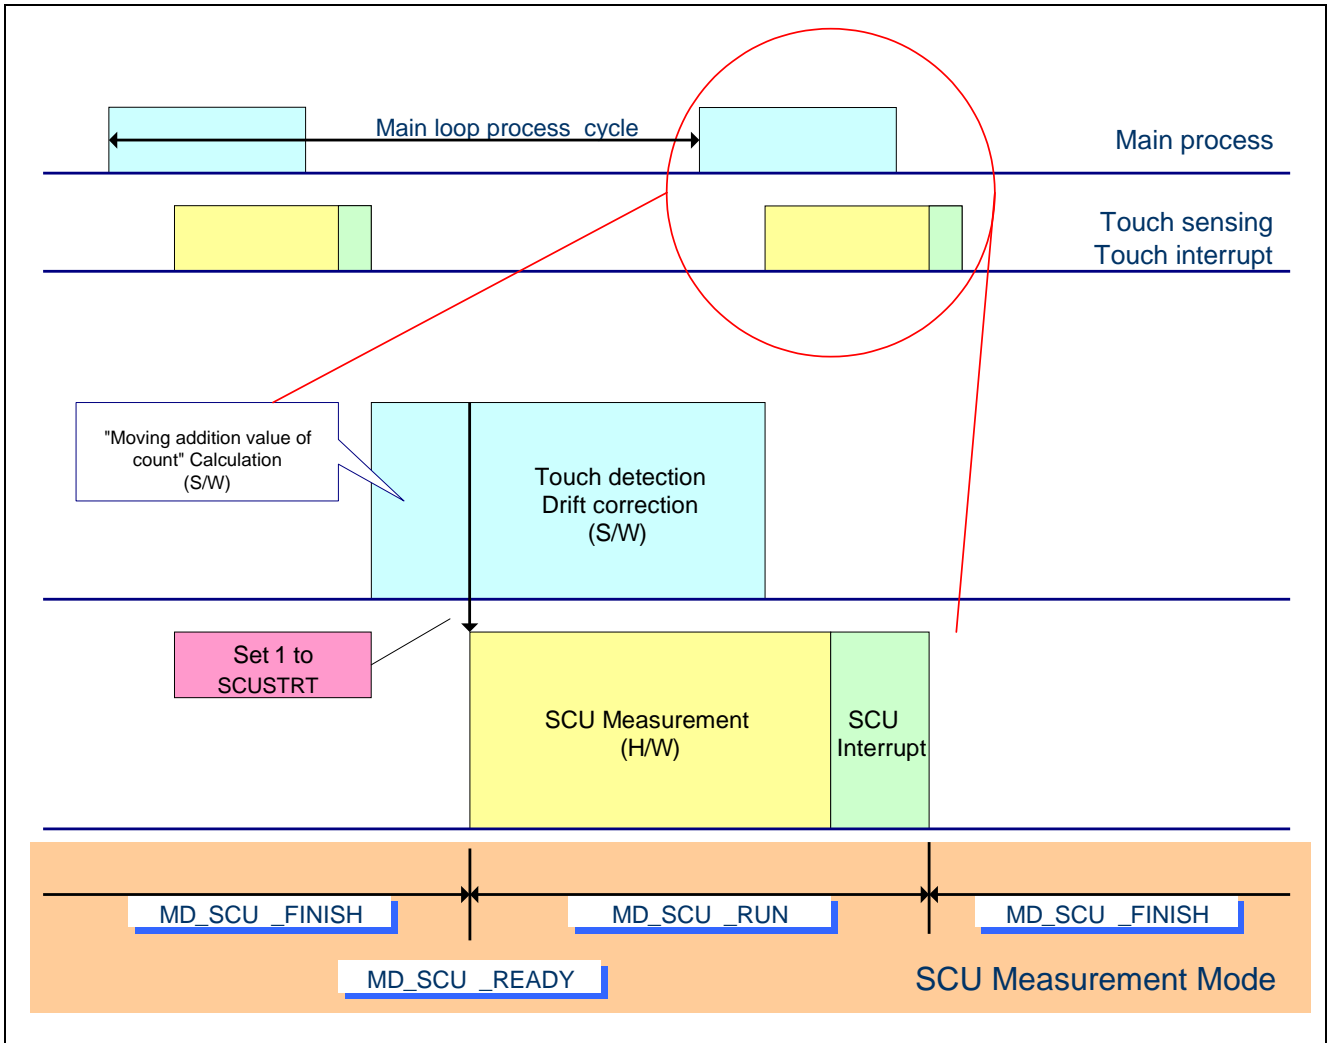 Main loop process cycle
Main process
Touch sensing
Touch interrupt
"Moving addition value of
count" Calculation
(S/W)
Touch detection
Drift correction
(S/W)
Set 1 to
SCUSTRT
SCU Measurement
(H/W)
SCU
Interrupt
MD_SCU _FINISH
MD_SCU _RUN
MD_SCU _FINISH
MD_SCU _READY
SCU Measurement Mode